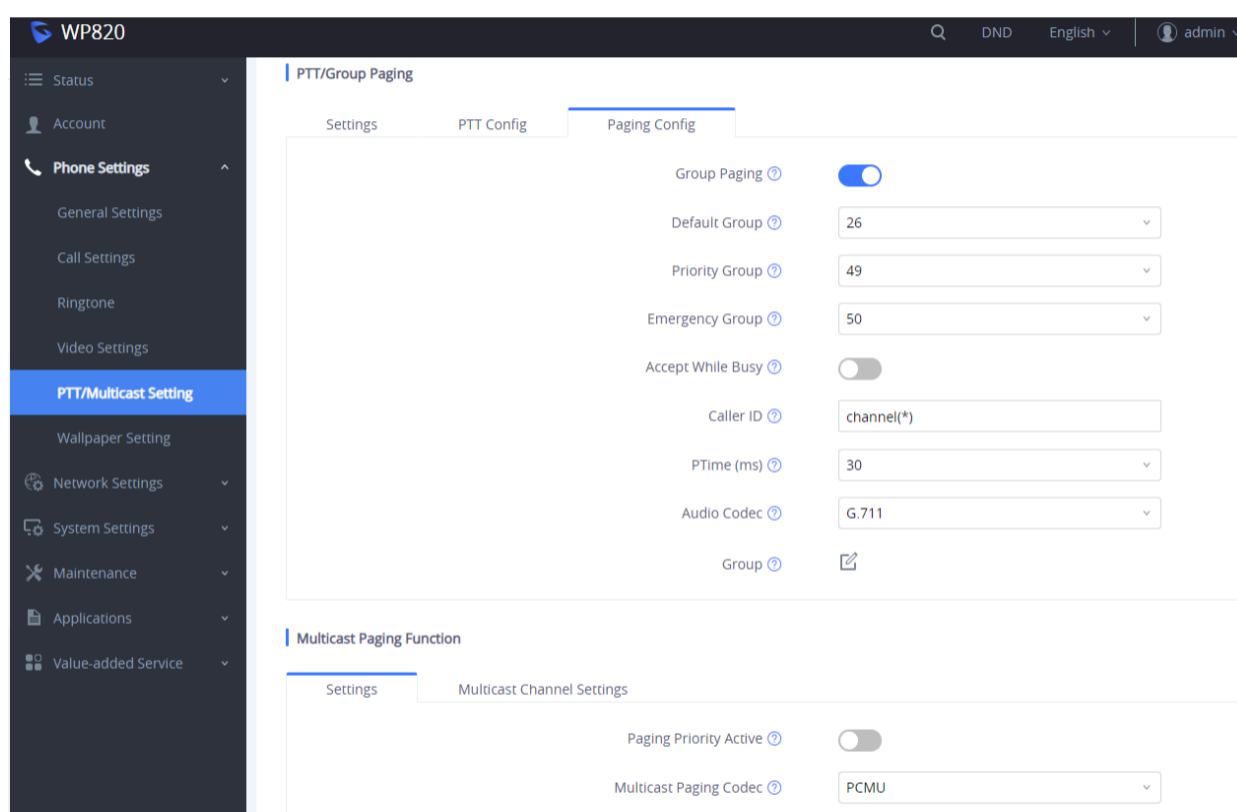 WP820
DND English admin
Status
Account
Phone Settings
General Settings
Call Settings
Ringtone
Video Settings
PTT/Multicast Setting
Wallpaper Setting
Network Settings
System Settings
Maintenance
Applications
Value-added Service
PTT/Group Paging
Settings PTT Config Paging Config
Group Paging ?
Default Group ? 26
Priority Group ? 49
Emergency Group ? 50
Accept While Busy ?
Caller ID ? channel(*)
PTime (ms) ? 30
Audio Codec ? G.711
Group ?
Multicast Paging Function
Settings Multicast Channel Settings
Paging Priority Active ?
Multicast Paging Codec ? PCMU